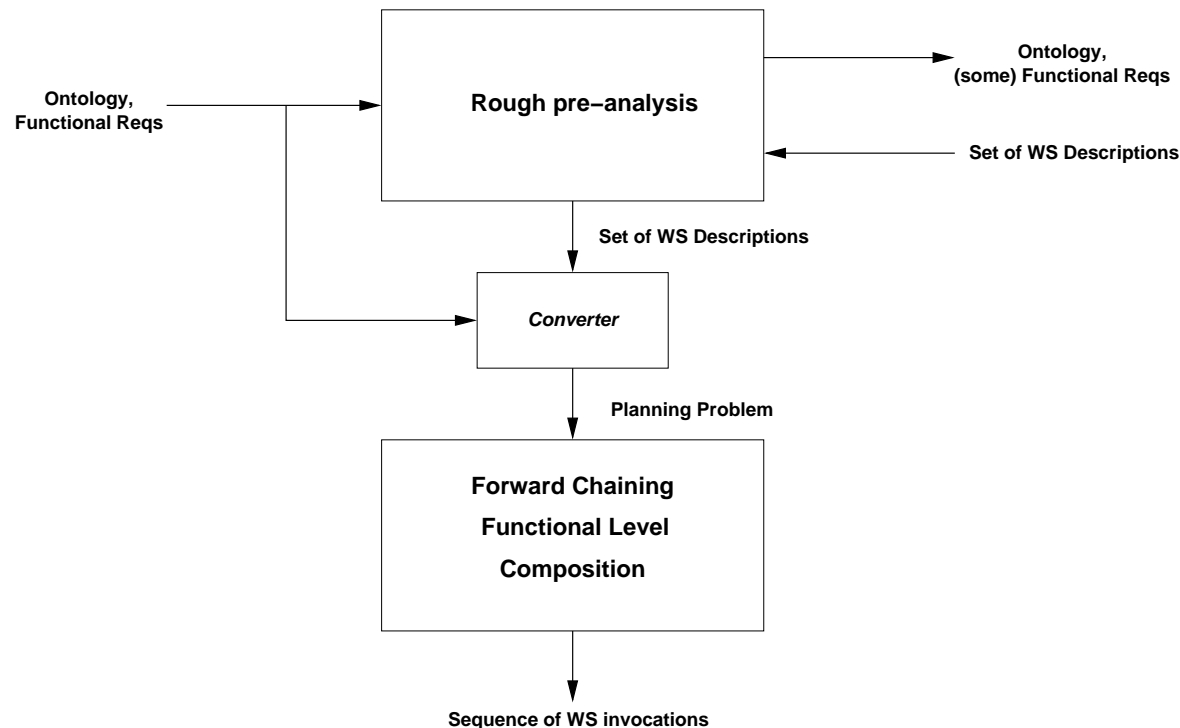 Ontology,
(some) Functional Reqs
Ontology,
Functional Reqs
Rough pre−analysis
Set of WS Descriptions
Set of WS Descriptions
Converter
Planning Problem
Forward Chaining
Functional Level
Composition
Sequence of WS invocations